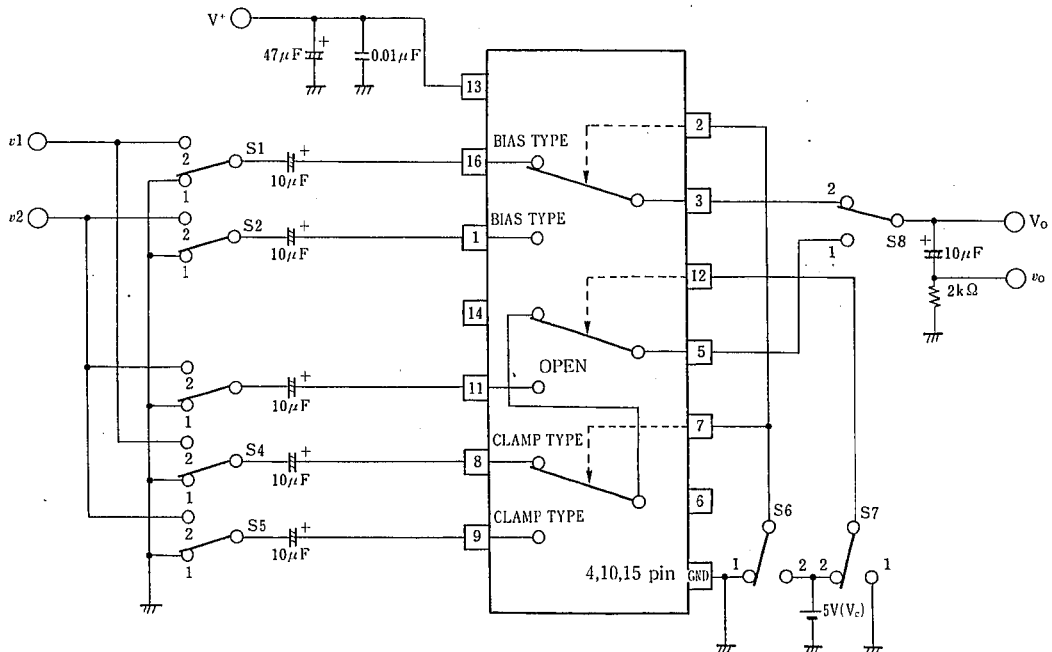 V+
47μF
+
0.01μF
13
v1
2
S1
+
10μF
1
16
BIAS TYPE
2
3
2
S8
1
Vo
+
10μF
vo
2kΩ
v2
2
S2
+
10μF
1
1
BIAS TYPE
12
14
5
OPEN
2
+
10μF
1
11
7
2
S4
+
10μF
1
8
CLAMP TYPE
6
2
S5
+
10μF
1
9
CLAMP TYPE
S6
S7
4,10,15 pin
GND
1
2
2
1
5V(Vc)